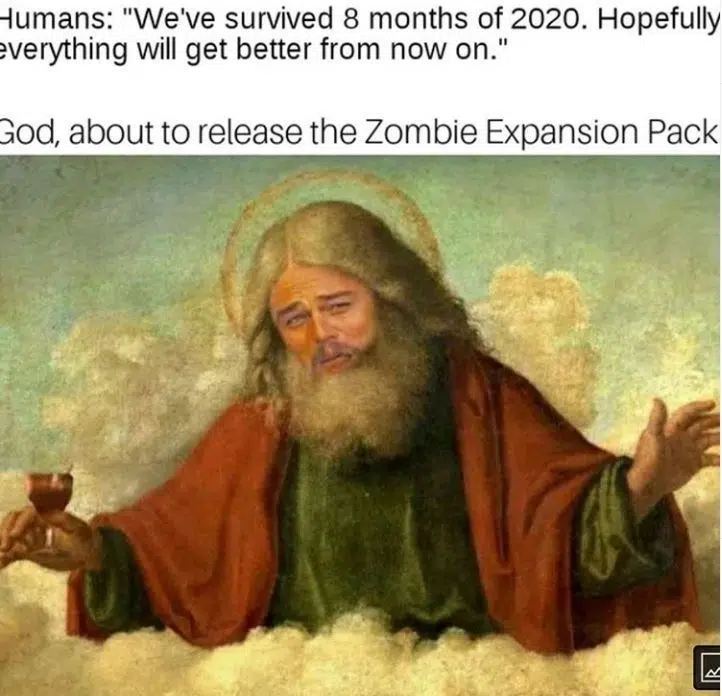 Humans: "We've survived 8 months of 2020. Hopefully
everything will get better from now on."
God, about to release the Zombie Expansion Pack